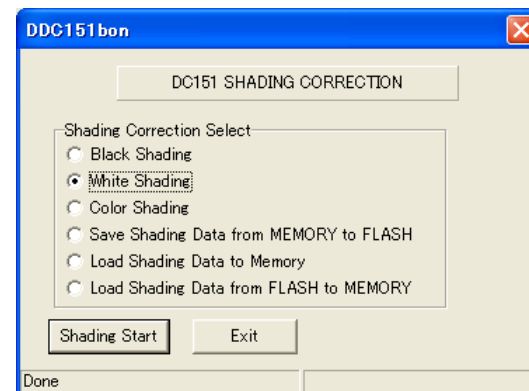 DDC151bon
DC151 SHADING CORRECTION
Shading Correction Select
Black Shading
White Shading
Color Shading
Save Shading Data from MEMORY to FLASH
Load Shading Data to Memory
Load Shading Data from FLASH to MEMORY
Shading Start Exit
Done